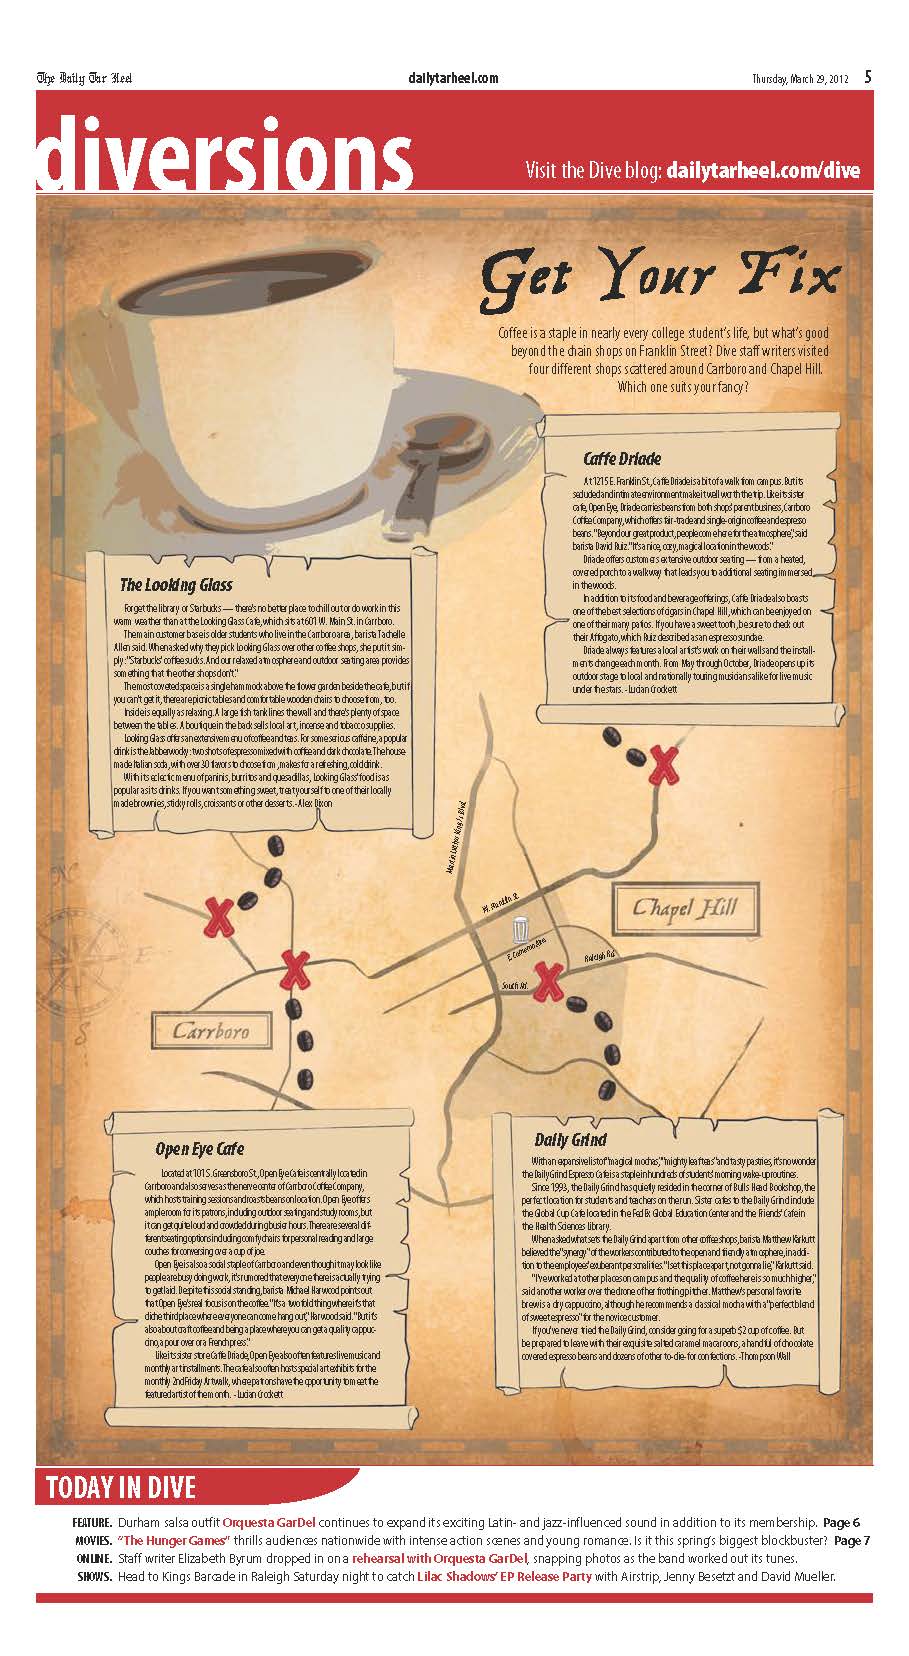 The Daily Tar Heel
dailytarheel.com
Thursday, March 29, 2012 5
diversions
Visit the Dive blog: dailytarheel.com/dive
Get Your Fix
Coffee is a staple in nearly every college student's life, but what's good
beyond the chain shops on Franklin Street? Dive staff writers visited
four different shops scattered around Carrboro and Chapel Hill.
Which one suits your fancy?
Caffe Driade
At 1215 E. Franklin St., Caffe Driade is a bit of a walk from campus. But its
secluded and intimate environment make it well worth the trip. Like its sister
cafe, Open Eye, Driade carries beans from both shops' parent business, Carrboro
Coffee Company, which offers fair-trade and single-origin coffee and espresso
beans. "Beyond our great product, people come here for the atmosphere," said
barista David Ruiz. "It's a nice, cozy, magical location in the woods."
Driade offers customers extensive outdoor seating — from a heated,
covered porch to a walkway that leads you to additional seating immersed
in the woods.
In addition to its food and beverage offerings, Caffe Driade also boasts
one of the best selections of cigars in Chapel Hill, which can be enjoyed on
one of their many patios. If you have a sweet tooth, be sure to check out
their Affogato, which Ruiz described as an espresso sundae.
Driade always features a local artist's work on their walls and the install-
ments change each month. From May through October, Driade opens up its
outdoor stage to local and nationally touring musicians alike for live music
under the stars. - Lucian Crockett
The Looking Glass
Forget the library or Starbucks — there's no better place to chill out or do work in this
warm weather than at the Looking Glass Cafe, which sits at 601 W. Main St. in Carrboro.
The main customer base is older students who live in the Carrboro area, barista Tachelle
Allen said. When asked why they pick Looking Glass over other coffee shops, she put it sim-
ply: "Starbucks' coffee sucks. And our relaxed atmosphere and outdoor seating area provides
something that the other shops don't."
The most coveted space is a single hammock above the flower garden beside the cafe, but if
you can't get it, there are picnic tables and comfortable wooden chairs to choose from, too.
Inside is equally as relaxing. A large fish tank lines the wall and there's plenty of space
between the tables. A boutique in the back sells local art, incense and tobacco supplies.
Looking Glass offers an extensive menu of coffee and teas. For some serious caffeine, a popular
drink is the Jabberwocky: two shots of espresso mixed with coffee and dark chocolate. The house-
made Italian soda, with over 30 flavors to choose from, makes for a refreshing, cold drink.
With its eclectic menu of paninis, burritos and quesadillas, Looking Glass' food is as
popular as its drinks. If you want something sweet, treat yourself to one of their locally
made brownies, sticky rolls, croissants or other desserts. - Alex Dixon
Martin Luther King Jr. Blvd.
W. Franklin St.
Chapel Hill
E. Cameron Ave.
Raleigh Rd.
South Rd.
E
S
Carrboro
Open Eye Cafe
Located at 101 S. Greensboro St., Open Eye Cafe is centrally located in
Carrboro and also serves as the nerve center of Carrboro Coffee Company,
which hosts training sessions and roasts beans on location. Open Eye offers
ample room for its patrons, including outdoor seating and study rooms, but
it can get quite loud and crowded during busier hours. There are several dif-
ferent seating options including comfy chairs for personal reading and large
couches for conversing over a cup of joe.
Open Eye is also a social staple of Carrboro and even though it may look like
people are busy doing work, it's rumored that everyone there is actually trying
to get laid. Despite this social standing, barista Michael Harwood points out
that Open Eye's real focus is on the coffee. "It's a two fold thing where it's that
cliche third place where everyone can come hang out," Harwood said. "But it's
also about craft coffee and being a place where you can get a quality cappuc-
cino, a pour over or a French press."
Like its sister store Caffe Driade, Open Eye also often features live music and
monthly art installments. The cafe also often hosts special art exhibits for the
monthly 2nd Friday Artwalk, where patrons have the opportunity to meet the
featured artist of the month. - Lucian Crockett
Daily Grind
With an expansive list of "magical mochas," "mighty leaf teas" and tasty pastries, it's no wonder
the Daily Grind Espresso Cafe is a staple in hundreds of students' morning wake-up routines.
Since 1993, the Daily Grind has quietly resided in the corner of Bulls Head Bookshop, the
perfect location for students and teachers on the run. Sister cafes to the Daily Grind include
the Global Cup Cafe located in the FedEx Global Education Center and the Friends' Cafe in
the Health Sciences Library.
When asked what sets the Daily Grind apart from other coffee shops, barista Matthew Karkutt
believed the "synergy" of the workers contributed to the open and friendly atmosphere, in addi-
tion to the employees' exuberant personalities. "I set this place apart, not gonna lie," Karkutt said.
"I've worked at other places on campus and the quality of coffee here is so much higher,"
said another worker over the drone of her frothing pitcher. Matthew's personal favorite
brew is a dry cappuccino, although he recommends a classical mocha with a "perfect blend
of sweet espresso" for the novice customer.
If you've never tried the Daily Grind, consider going for a superb $2 cup of coffee. But
be prepared to leave with their exquisite salted caramel macaroons, a handful of chocolate
covered espresso beans and dozens of other to-die-for confections. -Thompson Wall
TODAY IN DIVE
FEATURE. Durham salsa outfit Orquesta GarDel continues to expand its exciting Latin- and jazz-influenced sound in addition to its membership. Page 6
MOVIES. "The Hunger Games" thrills audiences nationwide with intense action scenes and young romance. Is it this spring's biggest blockbuster? Page 7
ONLINE. Staff writer Elizabeth Byrum dropped in on a rehearsal with Orquesta GarDel, snapping photos as the band worked out its tunes.
SHOWS. Head to Kings Barcade in Raleigh Saturday night to catch Lilac Shadows' EP Release Party with Airstrip, Jenny Besetzt and David Mueller.